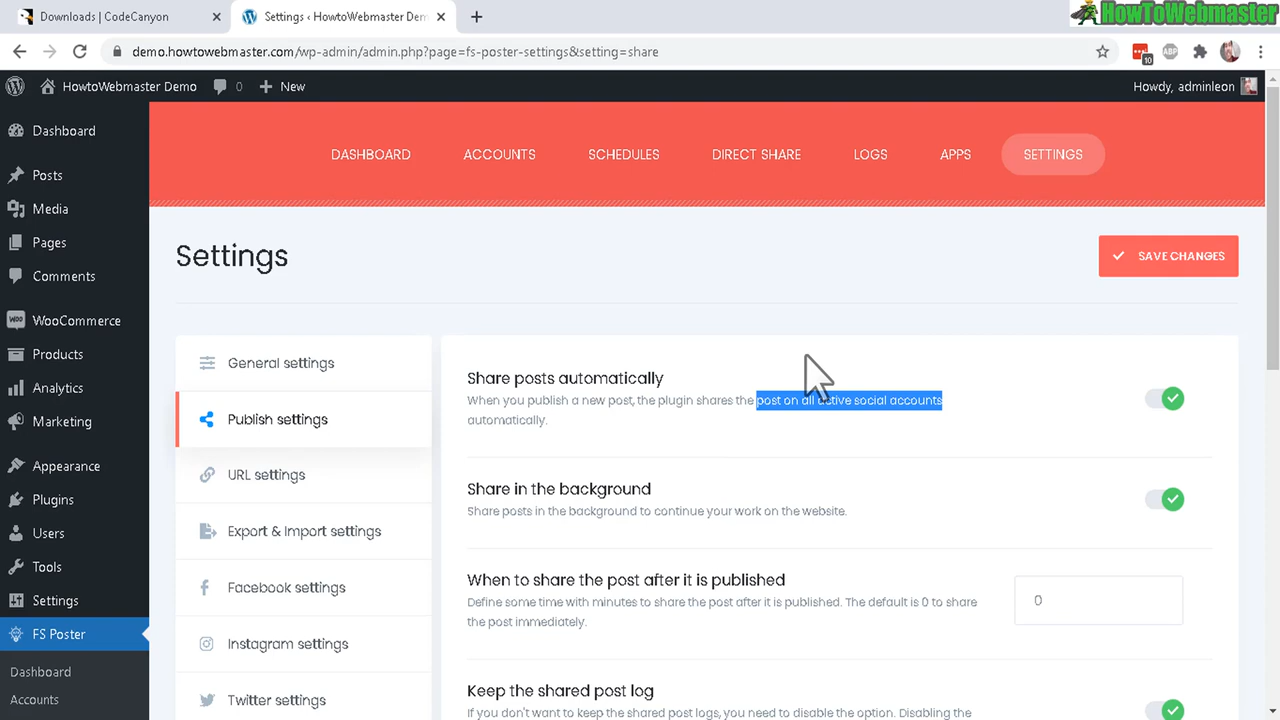 Downloads | CodeCanyon
Settings ‹ HowtoWebmaster Dem
HowToWebmaster
demo.howtowebmaster.com/wp-admin/admin.php?page=fs-poster-settings&setting=share
10
ABP
HowtoWebmaster Demo
0
New
Howdy, adminleon
Dashboard
Posts
Media
Pages
Comments
WooCommerce
Products
Analytics
Marketing
Appearance
Plugins
Users
Tools
Settings
FS Poster
Dashboard
Accounts
DASHBOARD
ACCOUNTS
SCHEDULES
DIRECT SHARE
LOGS
APPS
SETTINGS
Settings
SAVE CHANGES
General settings
Publish settings
URL settings
Export & Import settings
Facebook settings
Instagram settings
Twitter settings
Share posts automatically
When you publish a new post, the plugin shares the post on all active social accounts
automatically.
Share in the background
Share posts in the background to continue your work on the website.
When to share the post after it is published
Define some time with minutes to share the post after it is published. The default is 0 to share
the post immediately.
0
Keep the shared post log
If you don't want to keep the shared post logs, you need to disable the option. Disabling the